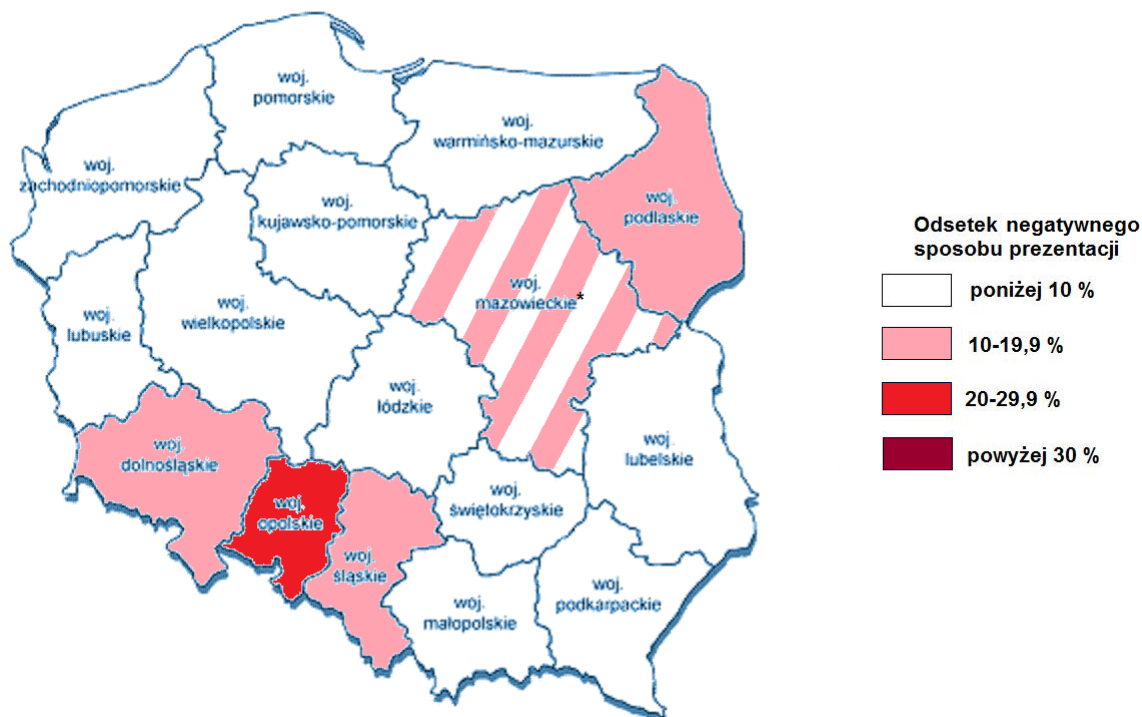 woj.
pomorskie
woj.
warmińsko-mazurskie
woj.
zachodniopomorskie
woj.
kujawsko-pomorskie
woj.
podlaskie
woj.
mazowieckie*
woj.
lubuskie
woj.
wielkopolskie
woj.
łódzkie
woj.
dolnośląskie
woj.
lubelskie
woj.
opolskie
woj.
świętokrzyskie
woj.
śląskie
woj.
małopolskie
woj.
podkarpackie
Odsetek negatywnego
sposobu prezentacji
poniżej 10 %
10-19,9 %
20-29,9 %
powyżej 30 %